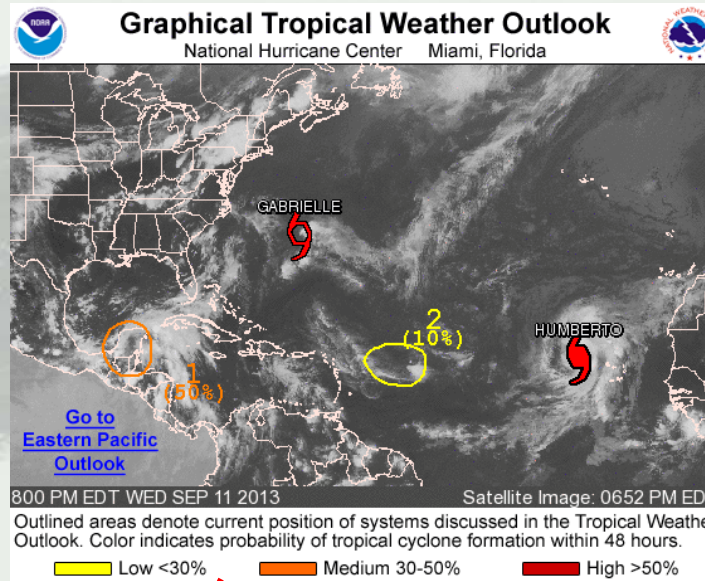 Graphical Tropical Weather Outlook
National Hurricane Center Miami, Florida
NOAA
NATIONAL WEATHER
GABRIELLE
2
(10%)
HUMBERTO
1
(50%)
Go to
Eastern Pacific
Outlook
800 PM EDT WED SEP 11 2013 Satellite Image: 0652 PM ED
Outlined areas denote current position of systems discussed in the Tropical Weathe
Outlook. Color indicates probability of tropical cyclone formation within 48 hours.
Low <30% Medium 30-50% High >50%